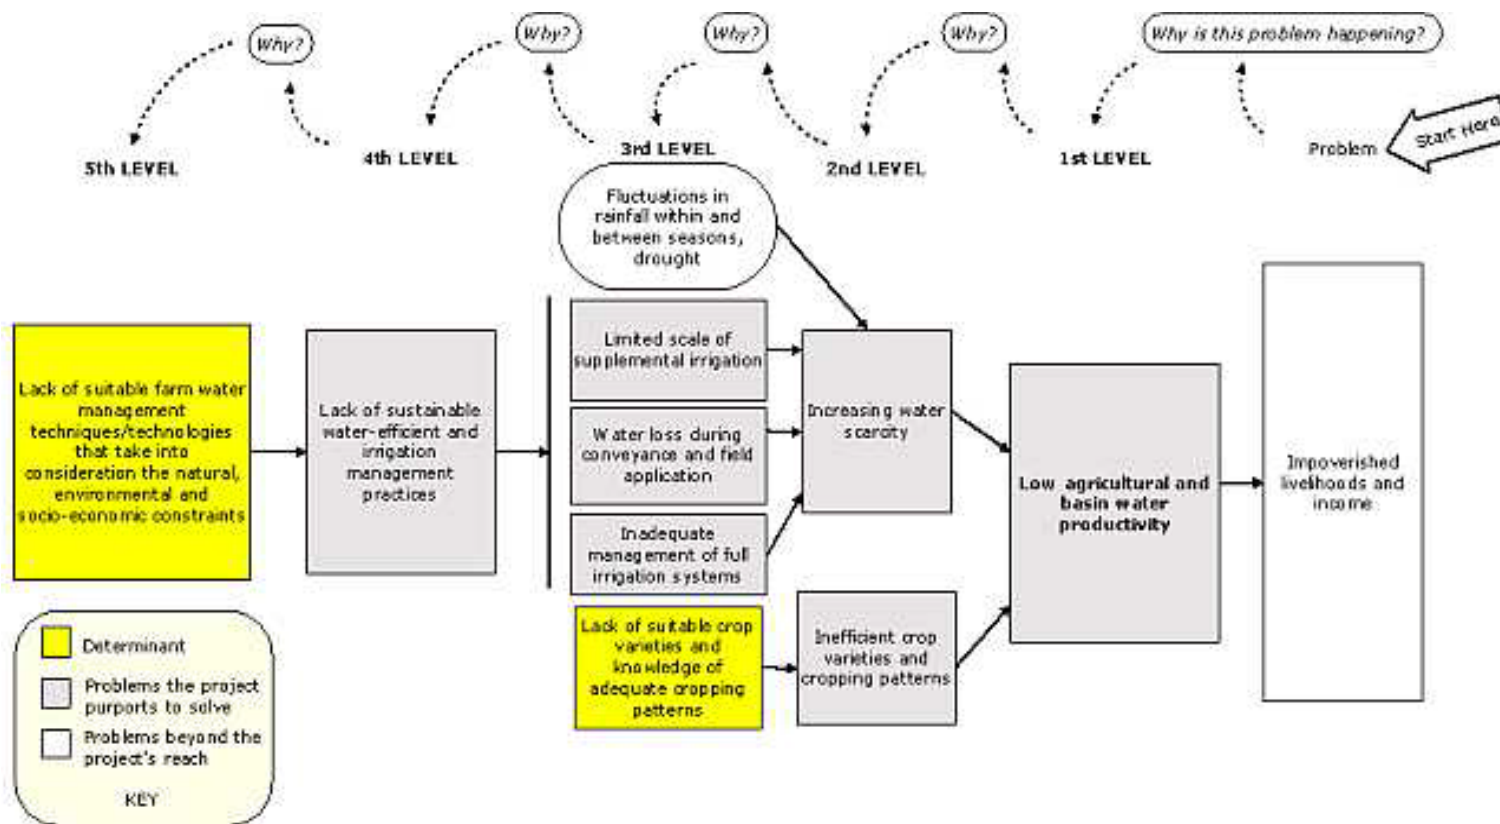 Why?
Why?
Why?
Why?
Why is this problem happening?
Start Here
Problem
1st LEVEL
2nd LEVEL
3rd LEVEL
4th LEVEL
5th LEVEL
Fluctuations in
rainfall within and
between seasons,
drought
Limited scale of
supplemental irrigation
Lack of suitable farm water
management
techniques/technologies
that take into
consideration the natural,
environmental and
socio-economic constraints
Lack of sustainable
water-efficient and
irrigation
management
practices
Water loss during
conveyance and field
application
Inadequate
management of full
irrigation systems
Increasing water
scarcity
Low agricultural and
basin water
productivity
Impoverished
livelihoods and
income
Lack of suitable crop
varieties and
knowledge of
adequate cropping
patterns
Inefficient crop
varieties and
cropping patterns
Determinant
Problems the project
purports to solve
Problems beyond the
project's reach
KEY